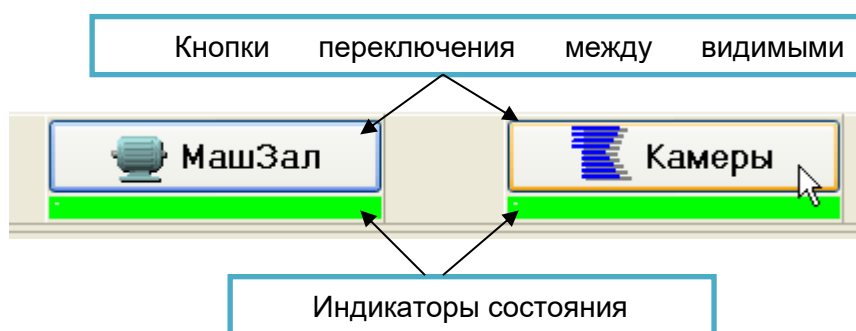 Кнопки переключения между видимыми
МашЗал
Камеры
Индикаторы состояния